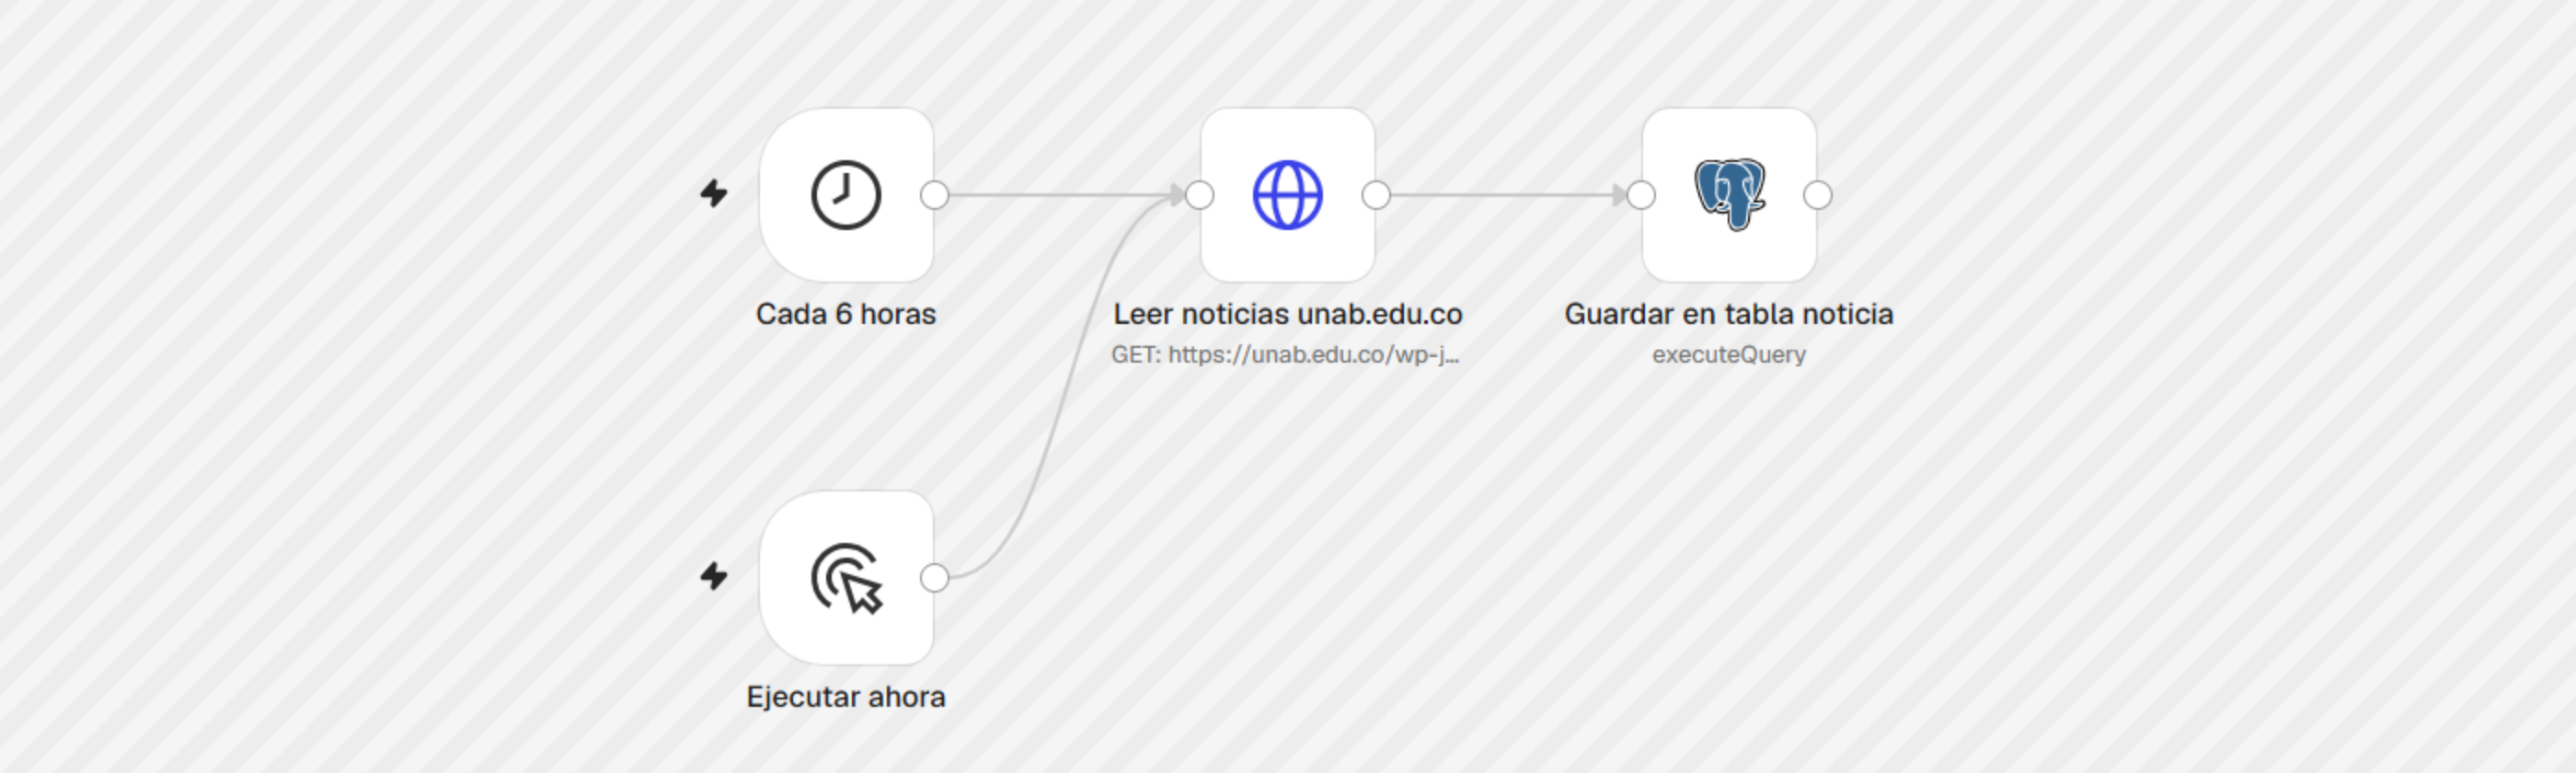 Cada 6 horas
Leer noticias unab.edu.co
GET: https://unab.edu.co/wp-j...
Guardar en tabla noticia
executeQuery
Ejecutar ahora